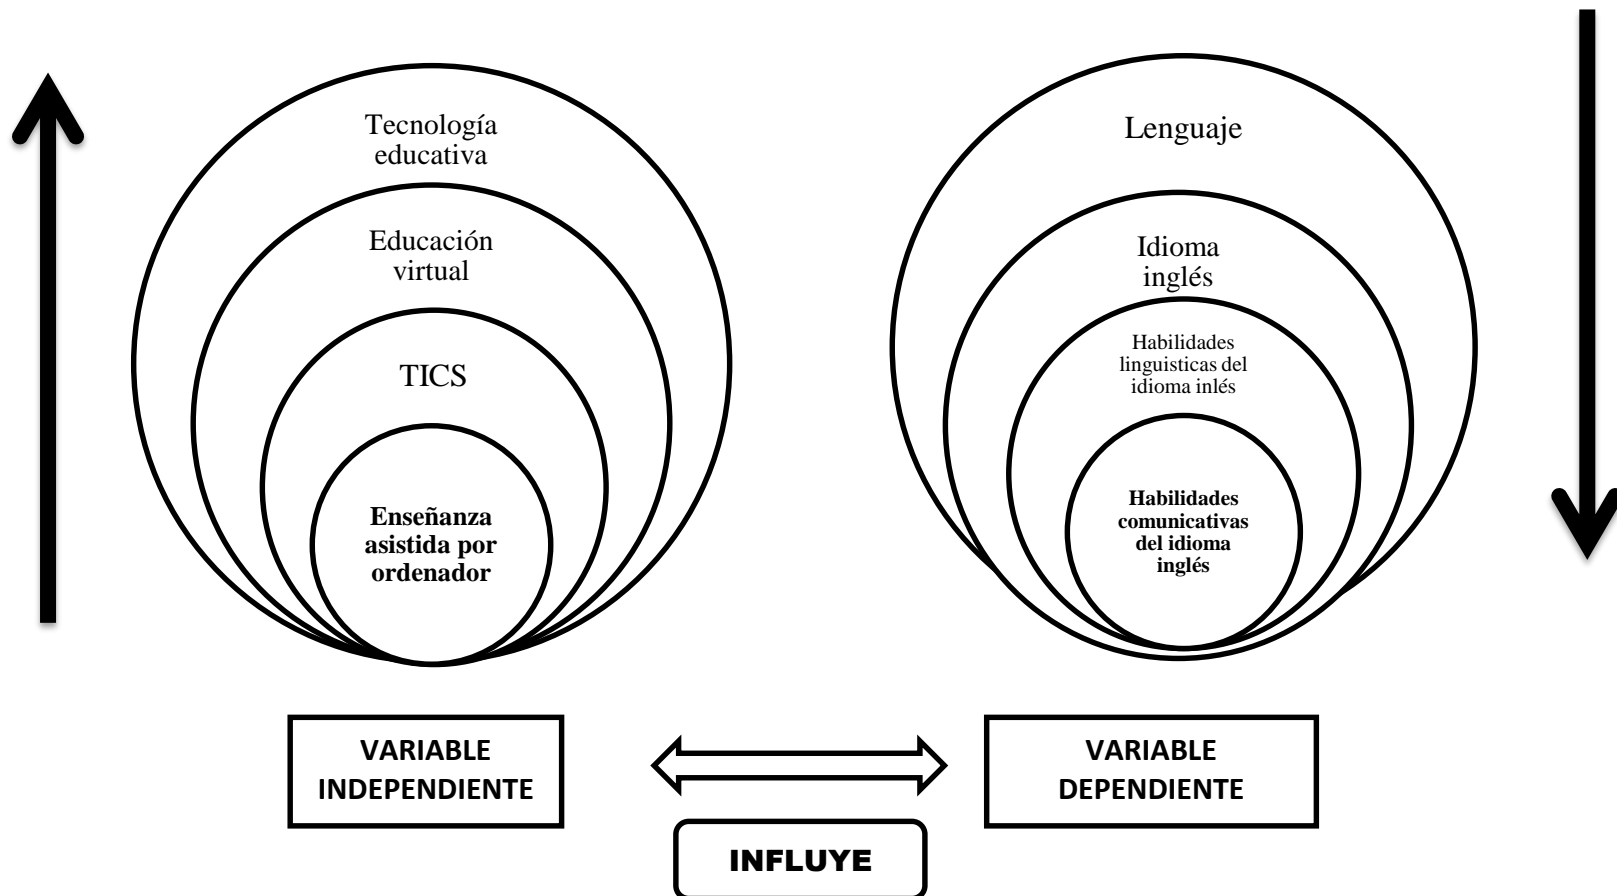 Tecnología
educativa
Educación
virtual
TICS
Enseñanza
asistida por
ordenador
Lenguaje
Idioma
inglés
Habilidades
linguisticas del
idioma inlés
Habilidades
comunicativas
del idioma
inglés
VARIABLE
INDEPENDIENTE
VARIABLE
DEPENDIENTE
INFLUYE